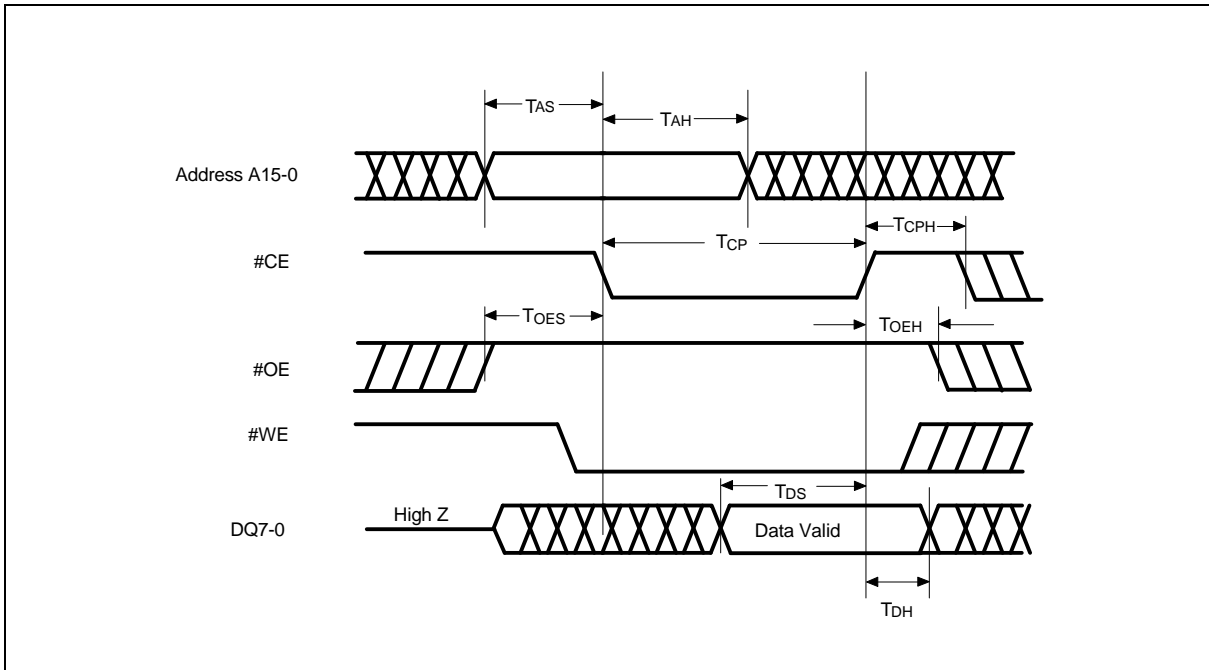 TAS
TAH
Address A15-0
TCPH
TCP
#CE
TOES
TOEH
#OE
#WE
TDS
High Z
DQ7-0
Data Valid
TDH